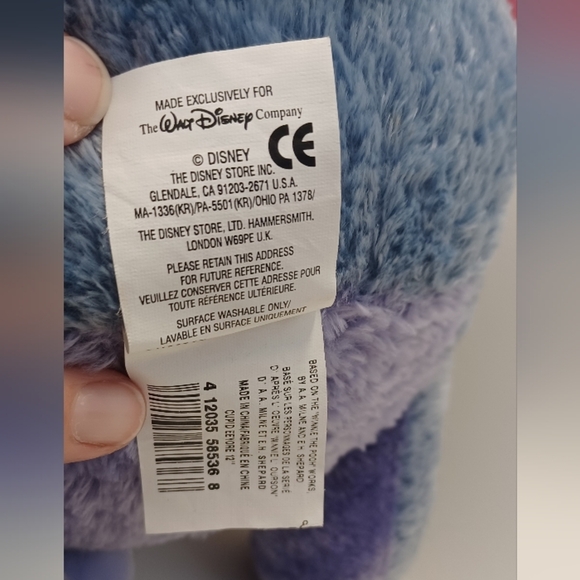 MADE EXCLUSIVELY FOR
The Walt Disney Company
CE
© DISNEY
THE DISNEY STORE INC.
GLENDALE, CA 91203-2671 U.S.A.
MA-1336(KR)/PA-5501(KR)/OHIO PA 1378/
THE DISNEY STORE, LTD. HAMMERSMITH.
LONDON W69PE U.K.
PLEASE RETAIN THIS ADDRESS
FOR FUTURE REFERENCE.
VEUILLEZ CONSERVER CETTE ADRESSE POUR
TOUTE RÉFÉRENCE ULTÉRIEURE.
SURFACE WASHABLE ONLY/
LAVABLE EN SURFACE UNIQUEMENT
BASED ON THE "WINNIE THE POOH" WORKS,
BY A.A. MILNE AND E.H. SHEPARD
BASÉ SUR LES PERSONNAGES DE LA SÉRIE
D' APRÈS L' OEUVRE "WINNIE L' OURSON"
D' A. A. MILNE ET E.H. SHEPARD
MADE IN CHINA/FABRIQUÉ EN CHINE
CUPID EEYORE 12"
4 12035 58536 8